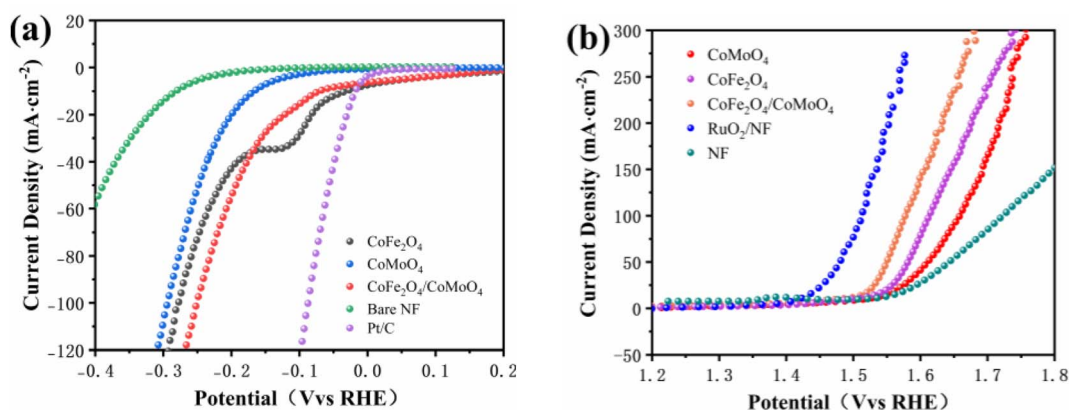 (a)
Current Density (mA·cm⁻²)
20
0
-20
-40
-60
-80
-100
-120
CoFe₂O₄
CoMoO₄
CoFe₂O₄/CoMoO₄
Bare NF
Pt/C
-0.4 -0.3 -0.2 -0.1 0.0 0.1 0.2
Potential（Vvs RHE）
(b)
Current Density (mA·cm⁻²)
300
250
200
150
100
50
0
-50
CoMoO₄
CoFe₂O₄
CoFe₂O₄/CoMoO₄
RuO₂/NF
NF
1.2 1.3 1.4 1.5 1.6 1.7 1.8
Potential（Vvs RHE）